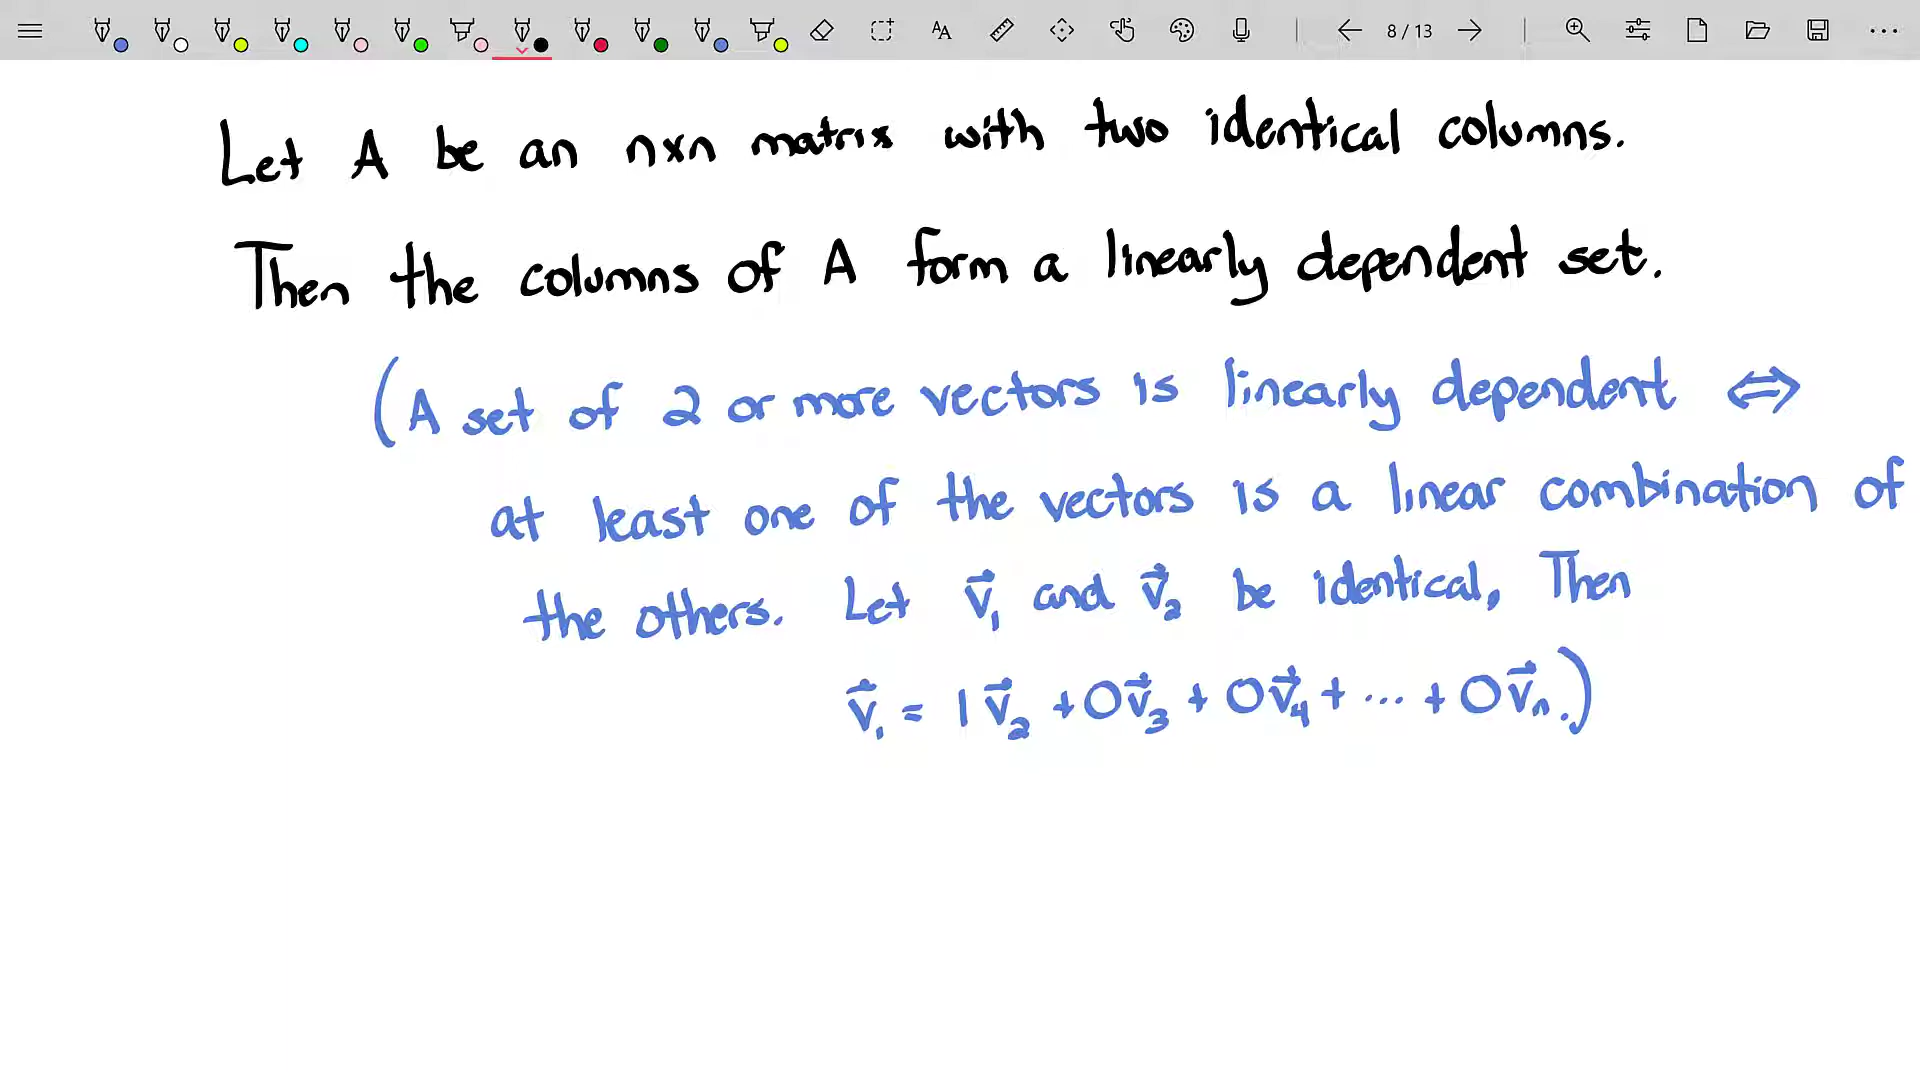 8 / 13
Let A be an n×n matrix with two identical columns.
Then the columns of A form a linearly dependent set.
(A set of 2 or more vectors is linearly dependent ⇔
at least one of the vectors is a linear combination of
the others. Let v⃗₁ and v⃗₂ be identical, Then
v⃗₁ = 1v⃗₂ + 0v⃗₃ + 0v⃗₄ + ... + 0v⃗ₙ.)